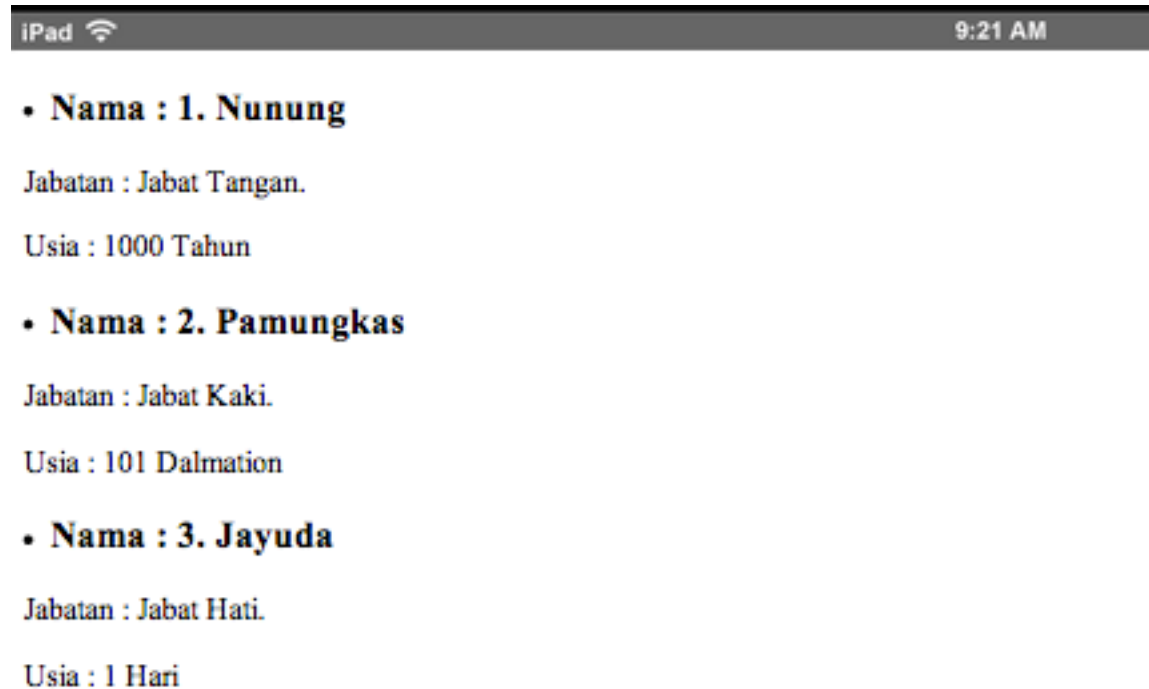 iPad 9:21 AM
• Nama : 1. Nunung
Jabatan : Jabat Tangan.
Usia : 1000 Tahun
• Nama : 2. Pamungkas
Jabatan : Jabat Kaki.
Usia : 101 Dalmation
• Nama : 3. Jayuda
Jabatan : Jabat Hati.
Usia : 1 Hari